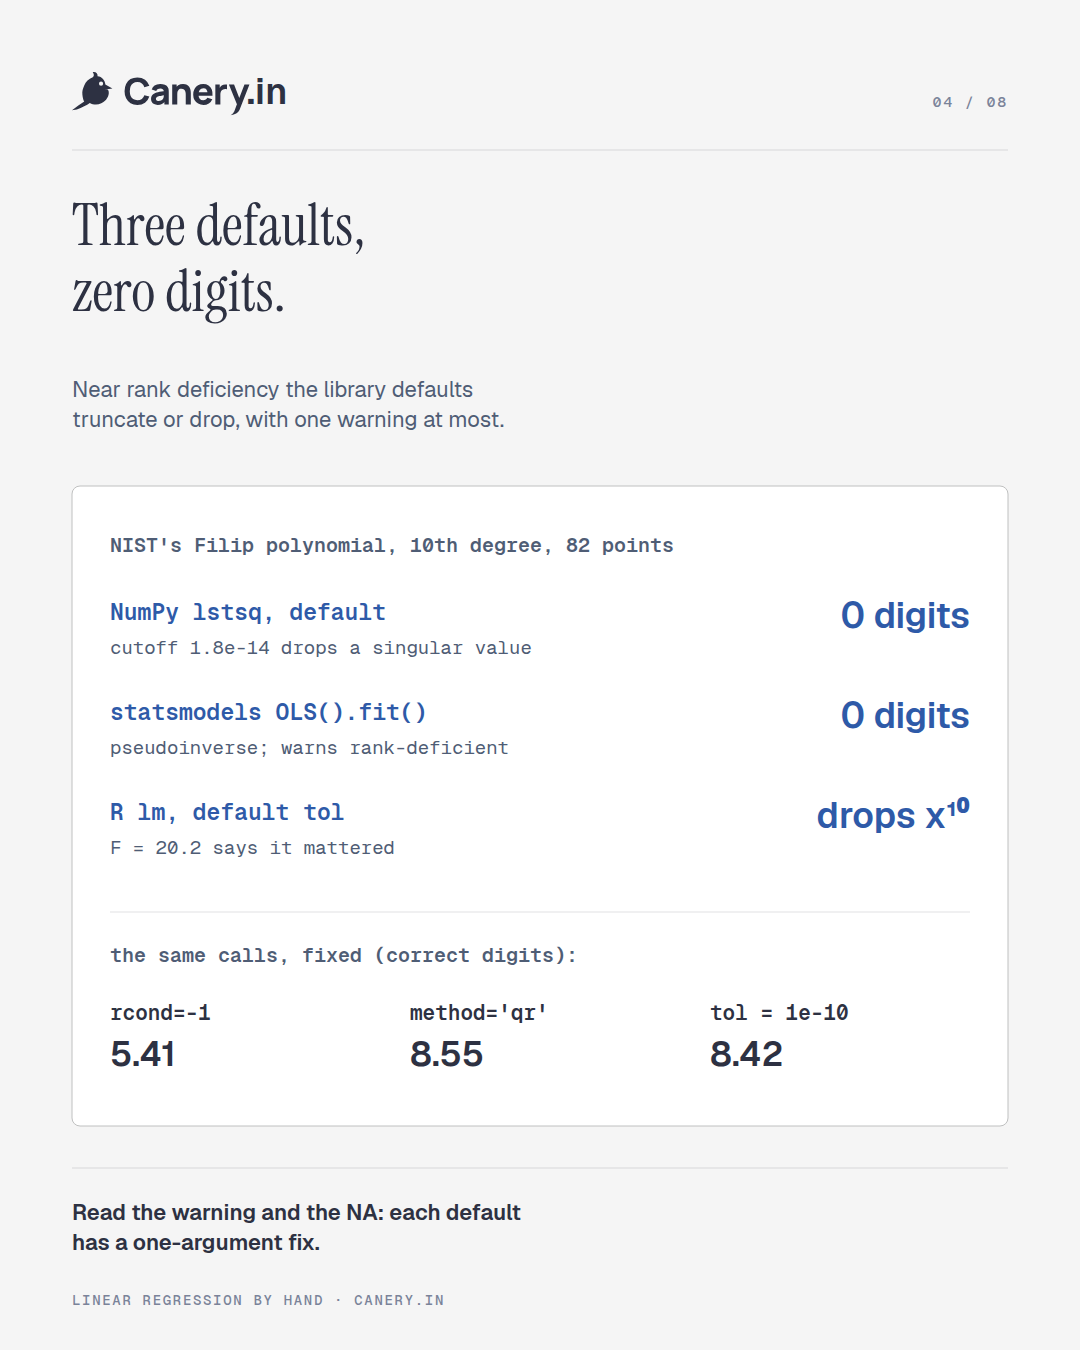 Canery.in
04 / 08
Three defaults,
zero digits.
Near rank deficiency the library defaults
truncate or drop, with one warning at most.
NIST's Filip polynomial, 10th degree, 82 points
NumPy lstsq, default
0 digits
cutoff 1.8e-14 drops a singular value
statsmodels OLS().fit()
0 digits
pseudoinverse; warns rank-deficient
R lm, default tol
drops x¹⁰
F = 20.2 says it mattered
the same calls, fixed (correct digits):
rcond=-1 method='qr' tol = 1e-10
5.41 8.55 8.42
Read the warning and the NA: each default
has a one-argument fix.
LINEAR REGRESSION BY HAND · CANERY.IN